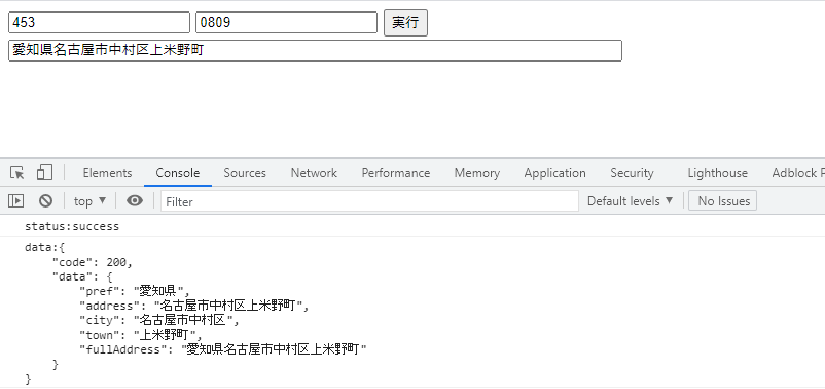 453 0809 実行
愛知県名古屋市中村区上米野町
Elements Console Sources Network Performance Memory Application Security Lighthouse Adblock P
top ▼ Filter Default levels ▼ No Issues
status:success
data:{
    "code": 200,
    "data": {
        "pref": "愛知県",
        "address": "名古屋市中村区上米野町",
        "city": "名古屋市中村区",
        "town": "上米野町",
        "fullAddress": "愛知県名古屋市中村区上米野町"
    }
}